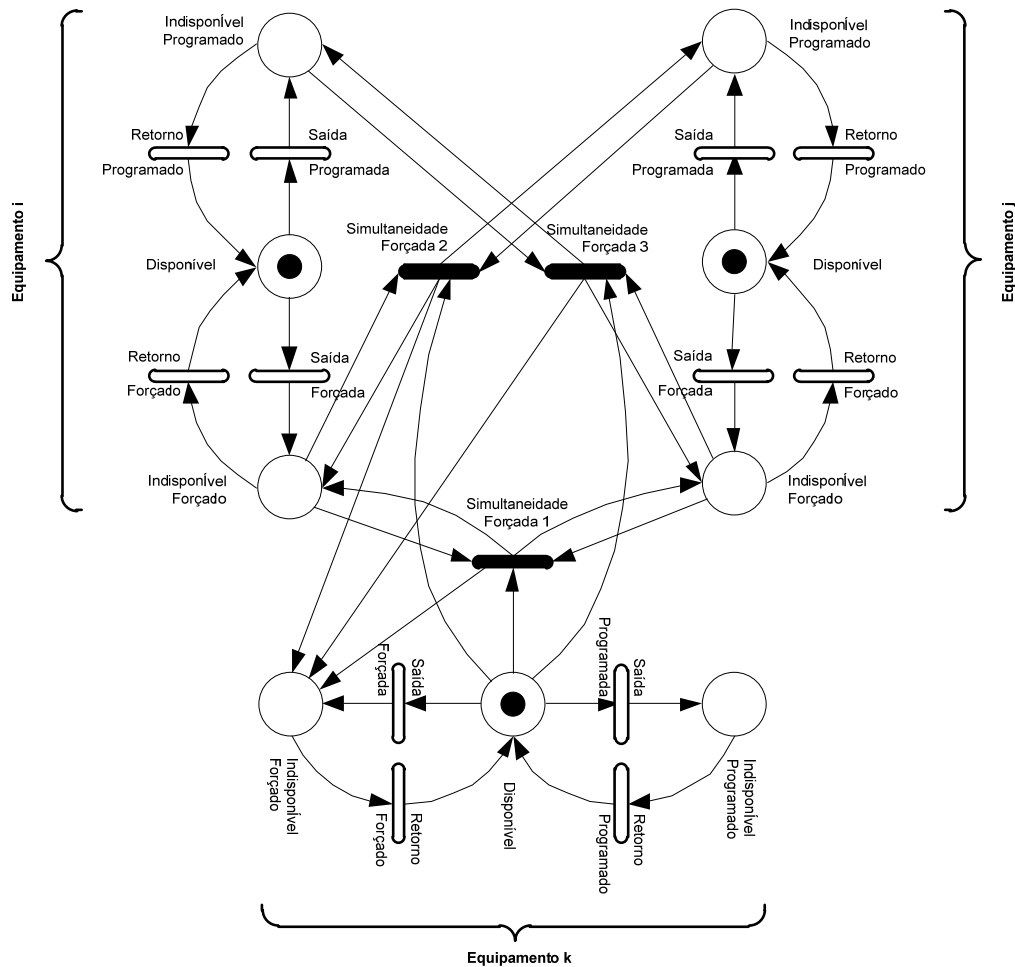 Indisponível
Programado
Indisponível
Programado
Retorno
Programado
Saída
Programada
Saída
Programada
Retorno
Programado
Equipamento i
Equipamento j
Simultaneidade
Forçada 2
Simultaneidade
Forçada 3
Disponível
Disponível
Retorno
Forçado
Saída
Forçada
Saída
Forçada
Retorno
Forçado
Indisponível
Forçado
Indisponível
Forçado
Simultaneidade
Forçada 1
Saída
Forçada
Saída
Programada
Indisponível
Forçado
Retorno
Forçado
Disponível
Retorno
Programado
Indisponível
Programado
Equipamento k